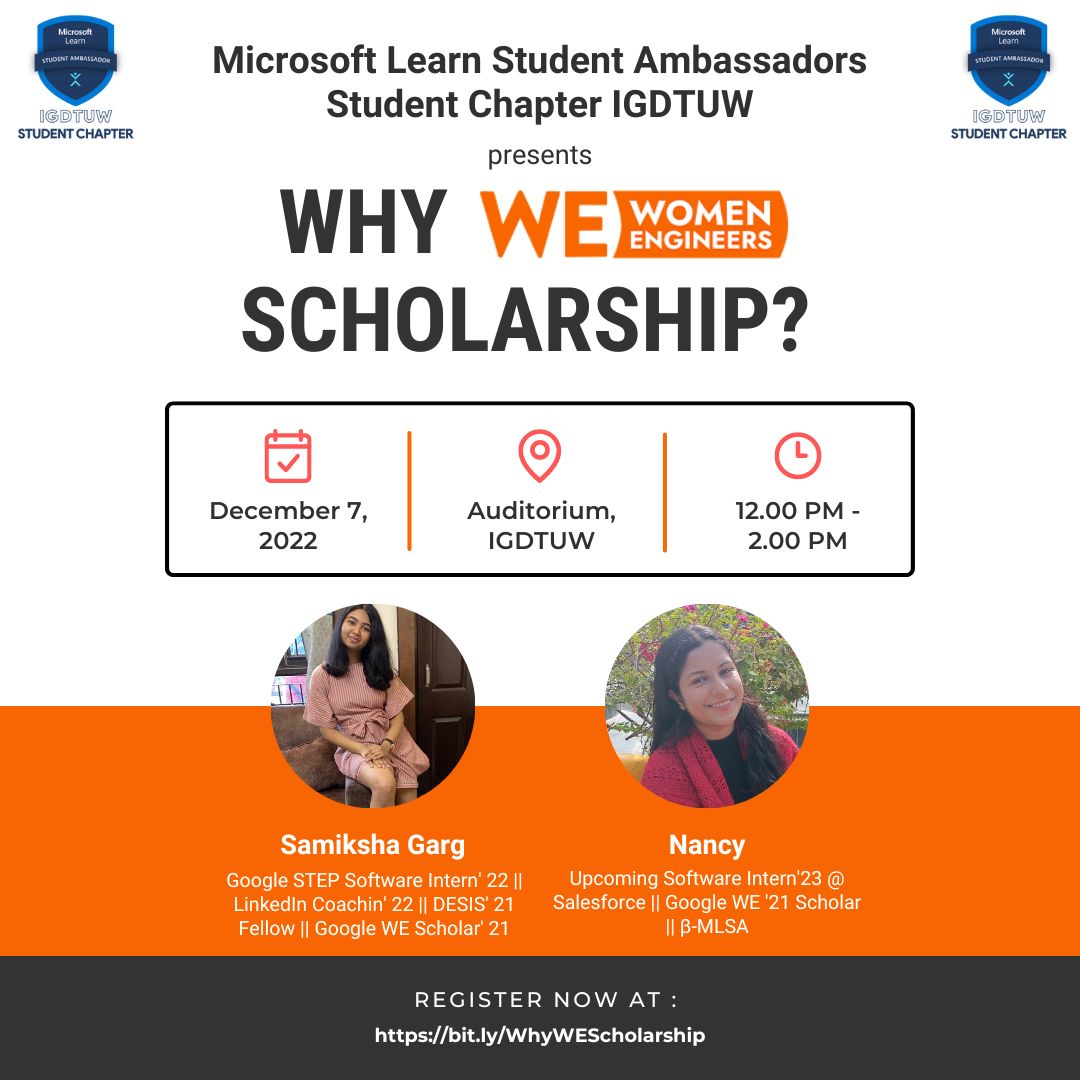 Microsoft
Learn
STUDENT AMBASSADOR
IGDTUW
STUDENT CHAPTER
Microsoft
Learn
STUDENT AMBASSADOR
IGDTUW
STUDENT CHAPTER
Microsoft Learn Student Ambassadors
Student Chapter IGDTUW
presents
WHY WE WOMEN ENGINEERS
SCHOLARSHIP?
December 7,
2022
Auditorium,
IGDTUW
12.00 PM -
2.00 PM
Samiksha Garg
Google STEP Software Intern' 22 ||
LinkedIn Coachin' 22 || DESIS' 21
Fellow || Google WE Scholar' 21
Nancy
Upcoming Software Intern'23 @
Salesforce || Google WE '21 Scholar
|| β-MLSA
REGISTER NOW AT :
https://bit.ly/WhyWEScholarship